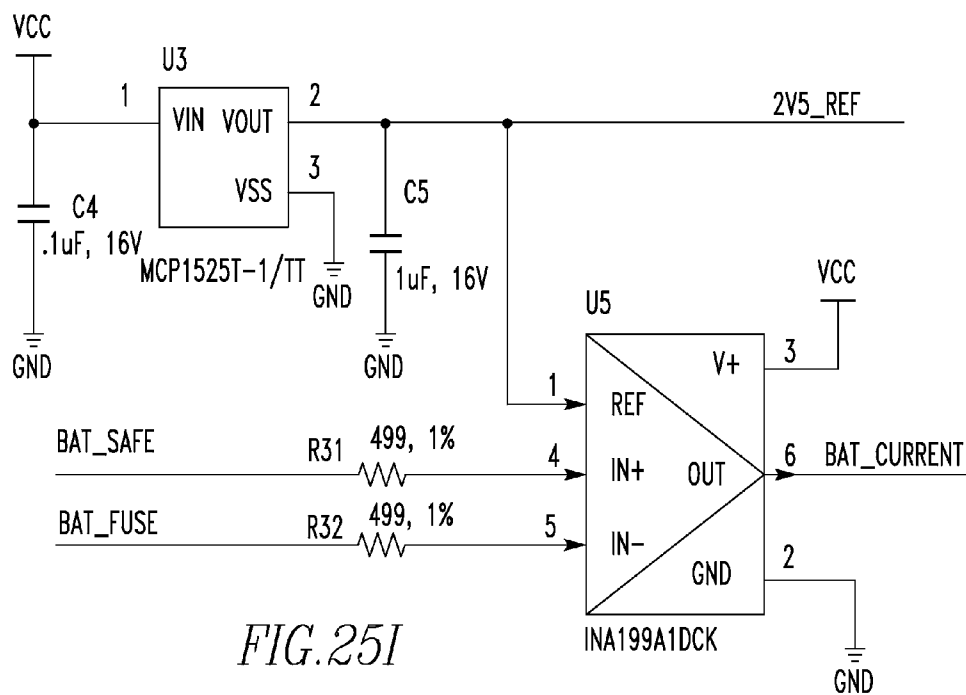 VCC
U3
1
VIN
VOUT
2
2V5_REF
VSS
3
C4
.1uF, 16V
MCP1525T-1/TT
GND
C5
1uF, 16V
GND
GND
U5
VCC
V+
3
1
REF
BAT_SAFE
R31
499, 1%
4
IN+
OUT
6
BAT_CURRENT
BAT_FUSE
R32
499, 1%
5
IN-
GND
2
INA199A1DCK
GND
FIG.25I